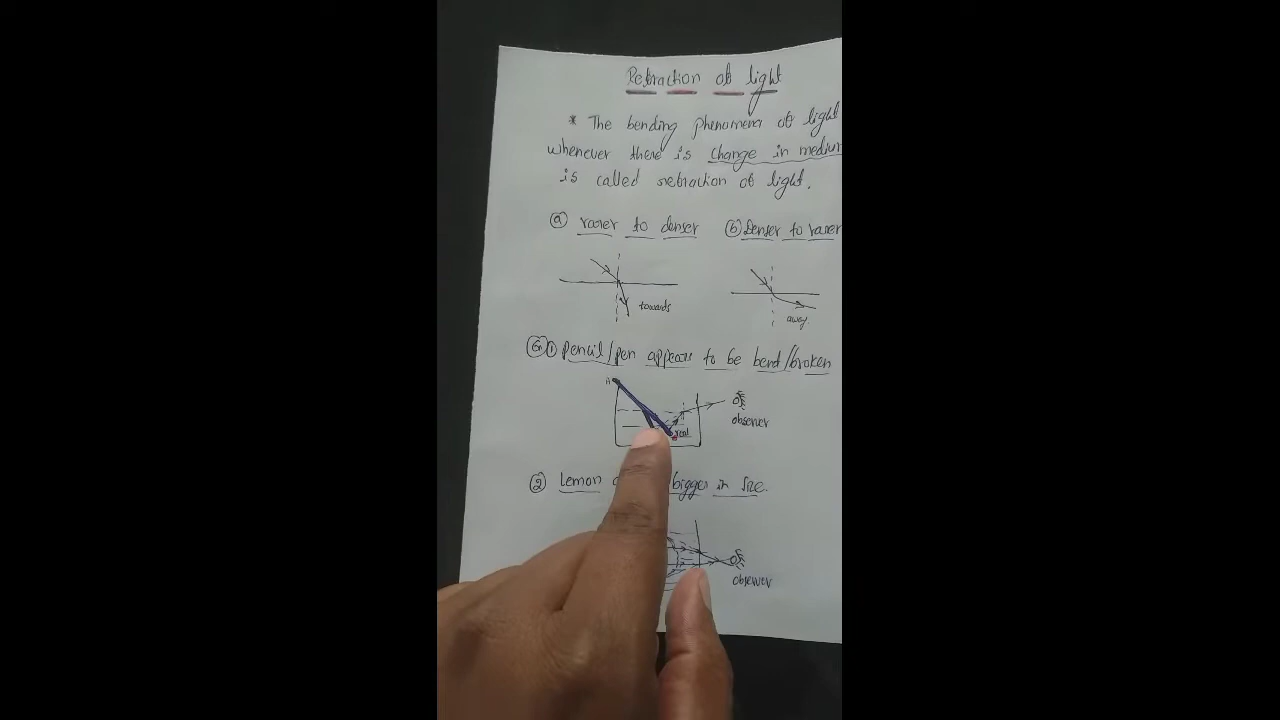 Refraction of light
* The bending phenomena of light
whenever there is change in medium
is called refraction of light.
ⓐ rarer to denser ⓑ Denser to rarer
towards
away.
① Pencil/pen appears to be bend/broken
A
real
observer
② Lemon bigger in size.
observer